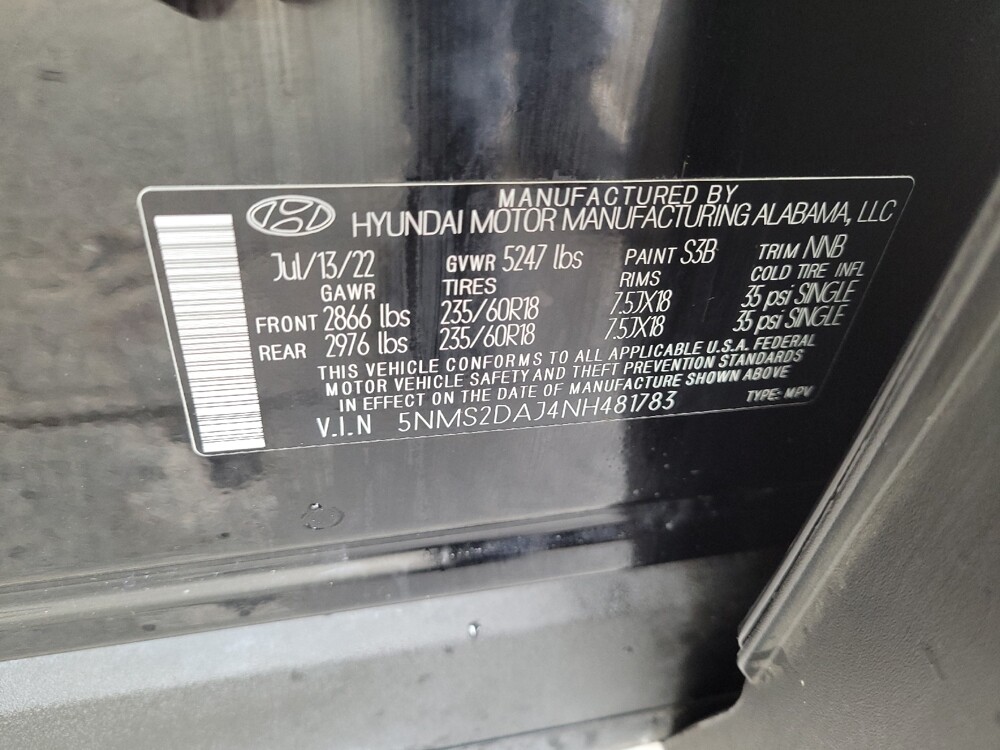 MANUFACTURED BY
HYUNDAI MOTOR MANUFACTURING ALABAMA, LLC
Jul/13/22 GVWR 5247 lbs PAINT S3B TRIM NNB
GAWR TIRES RIMS COLD TIRE INFL
FRONT 2866 lbs 235/60R18 7.5JX18 35 psi SINGLE
REAR 2976 lbs 235/60R18 7.5JX18 35 psi SINGLE
THIS VEHICLE CONFORMS TO ALL APPLICABLE U.S.A. FEDERAL
MOTOR VEHICLE SAFETY AND THEFT PREVENTION STANDARDS
IN EFFECT ON THE DATE OF MANUFACTURE SHOWN ABOVE
V.I.N 5NMS2DAJ4NH481783 TYPE: MPV